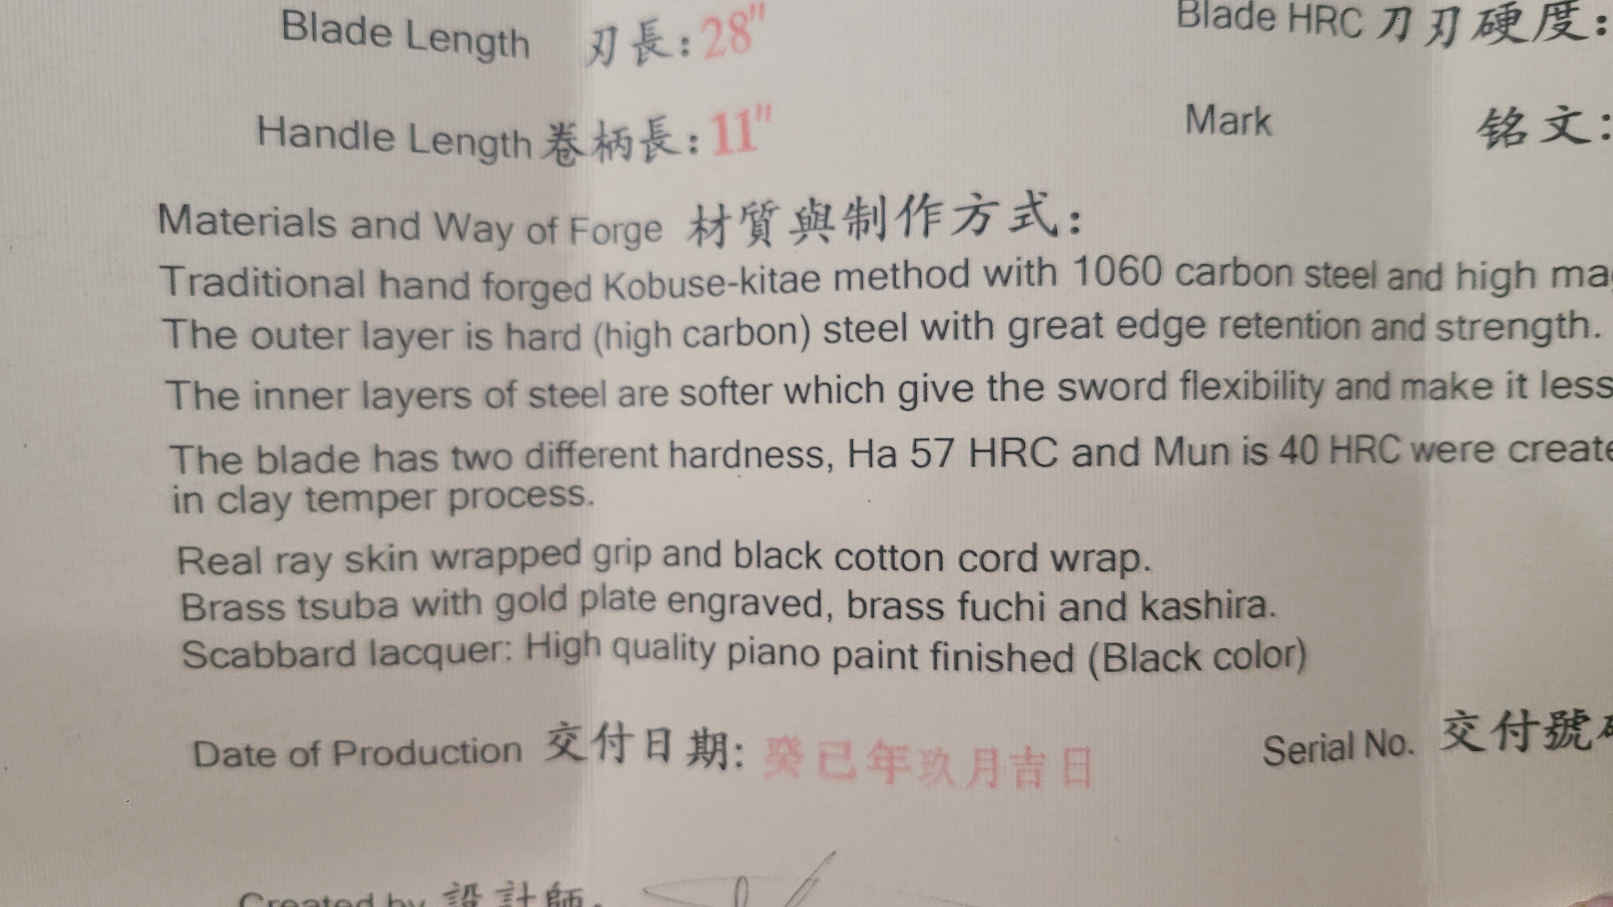 Blade Length 刃長:28" Blade HRC 刀刃硬度:
Handle Length 卷柄長:11" Mark 铭文:
Materials and Way of Forge 材質與制作方式:
Traditional hand forged Kobuse-kitae method with 1060 carbon steel and high
The outer layer is hard (high carbon) steel with great edge retention and strength.
The inner layers of steel are softer which give the sword flexibility and make it less
The blade has two different hardness, Ha 57 HRC and Mun is 40 HRC were
in clay temper process.
Real ray skin wrapped grip and black cotton cord wrap.
Brass tsuba with gold plate engraved, brass fuchi and kashira.
Scabbard lacquer: High quality piano paint finished (Black color)
Date of Production 交付日期: 癸已年玖月吉日 Serial No. 交付號
Created by 設計師: